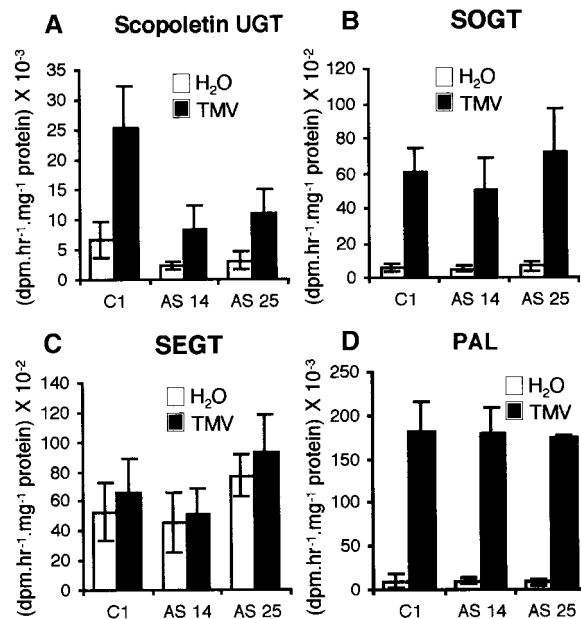 A Scopoletin UGT
(dpm.hr⁻¹.mg⁻¹ protein) X 10⁻³
35
30
25
20
15
10
5
0
H₂O
TMV
C1 AS 14 AS 25
B SOGT
(dpm.hr⁻¹.mg⁻¹ protein) X 10⁻²
120
100
80
60
40
20
0
H₂O
TMV
C1 AS 14 AS 25
C SEGT
(dpm.hr⁻¹.mg⁻¹ protein) X 10⁻²
140
120
100
80
60
40
20
0
H₂O
TMV
C1 AS 14 AS 25
D PAL
(dpm.hr⁻¹.mg⁻¹ protein) X 10⁻³
250
200
150
100
50
0
H₂O
TMV
C1 AS 14 AS 25